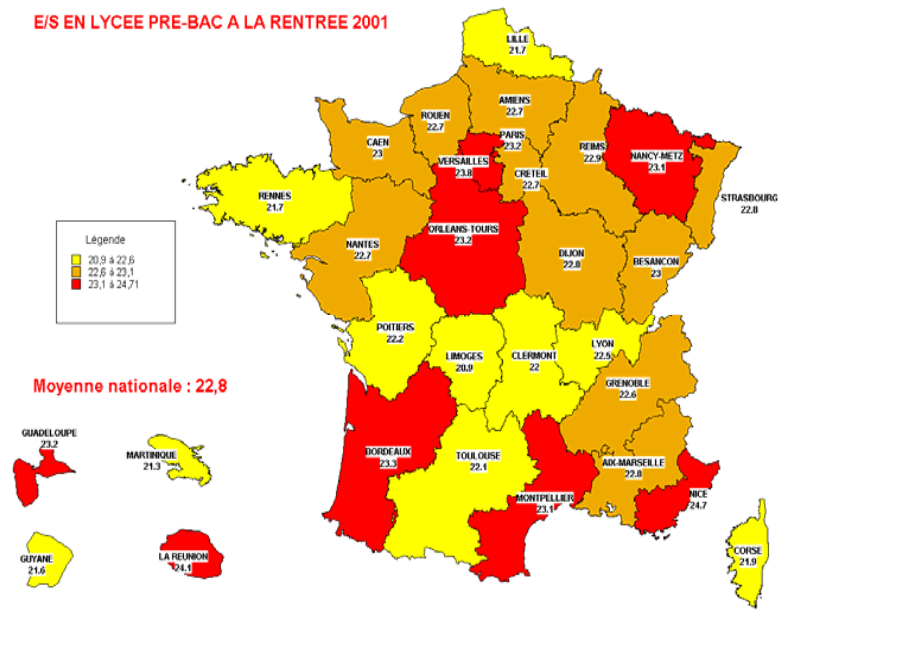 E/S EN LYCEE PRE-BAC A LA RENTREE 2001
LILLE
21.7
AMIENS
22.7
ROUEN
22.7
PARIS
23.2
CAEN
23
REIMS
22.9
NANCY-METZ
23.1
VERSAILLES
23.8
CRETEIL
22.7
STRASBOURG
22.8
RENNES
21.7
ORLEANS-TOURS
23.2
NANTES
22.7
DIJON
22.8
BESANCON
23
Légende
20,9 à 22,6
22,6 à 23,1
23,1 à 24,71
POITIERS
22.2
LIMOGES
20.9
CLERMONT
22
LYON
22.5
GRENOBLE
22.6
Moyenne nationale : 22,8
GUADELOUPE
23.2
MARTINIQUE
21.3
BORDEAUX
23.3
TOULOUSE
22.1
AIX-MARSEILLE
22.8
MONTPELLIER
23.1
NICE
24.7
GUYANE
21.6
LA REUNION
24.1
CORSE
21.9